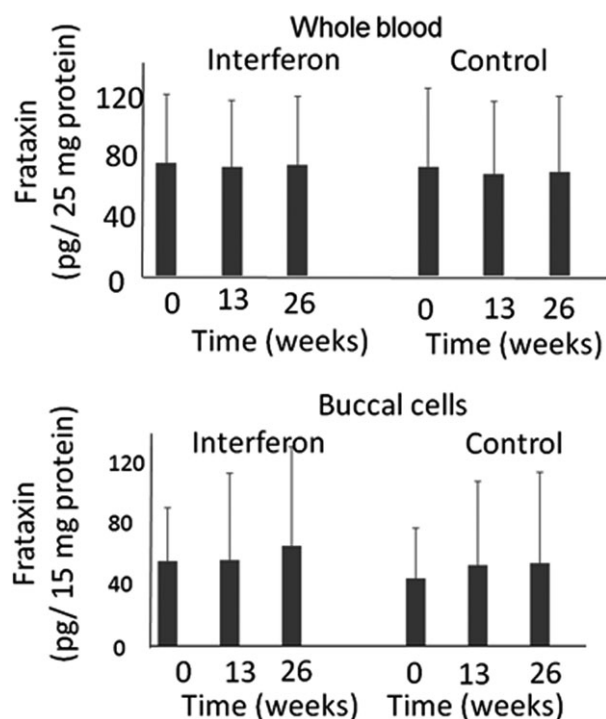 Whole blood
Interferon Control
Frataxin
(pg/ 25 mg protein)
120
80
40
0
0 13 26 0 13 26
Time (weeks) Time (weeks)
Buccal cells
Interferon Control
Frataxin
(pg/ 15 mg protein)
120
80
40
0
0 13 26 0 13 26
Time (weeks) Time (weeks)